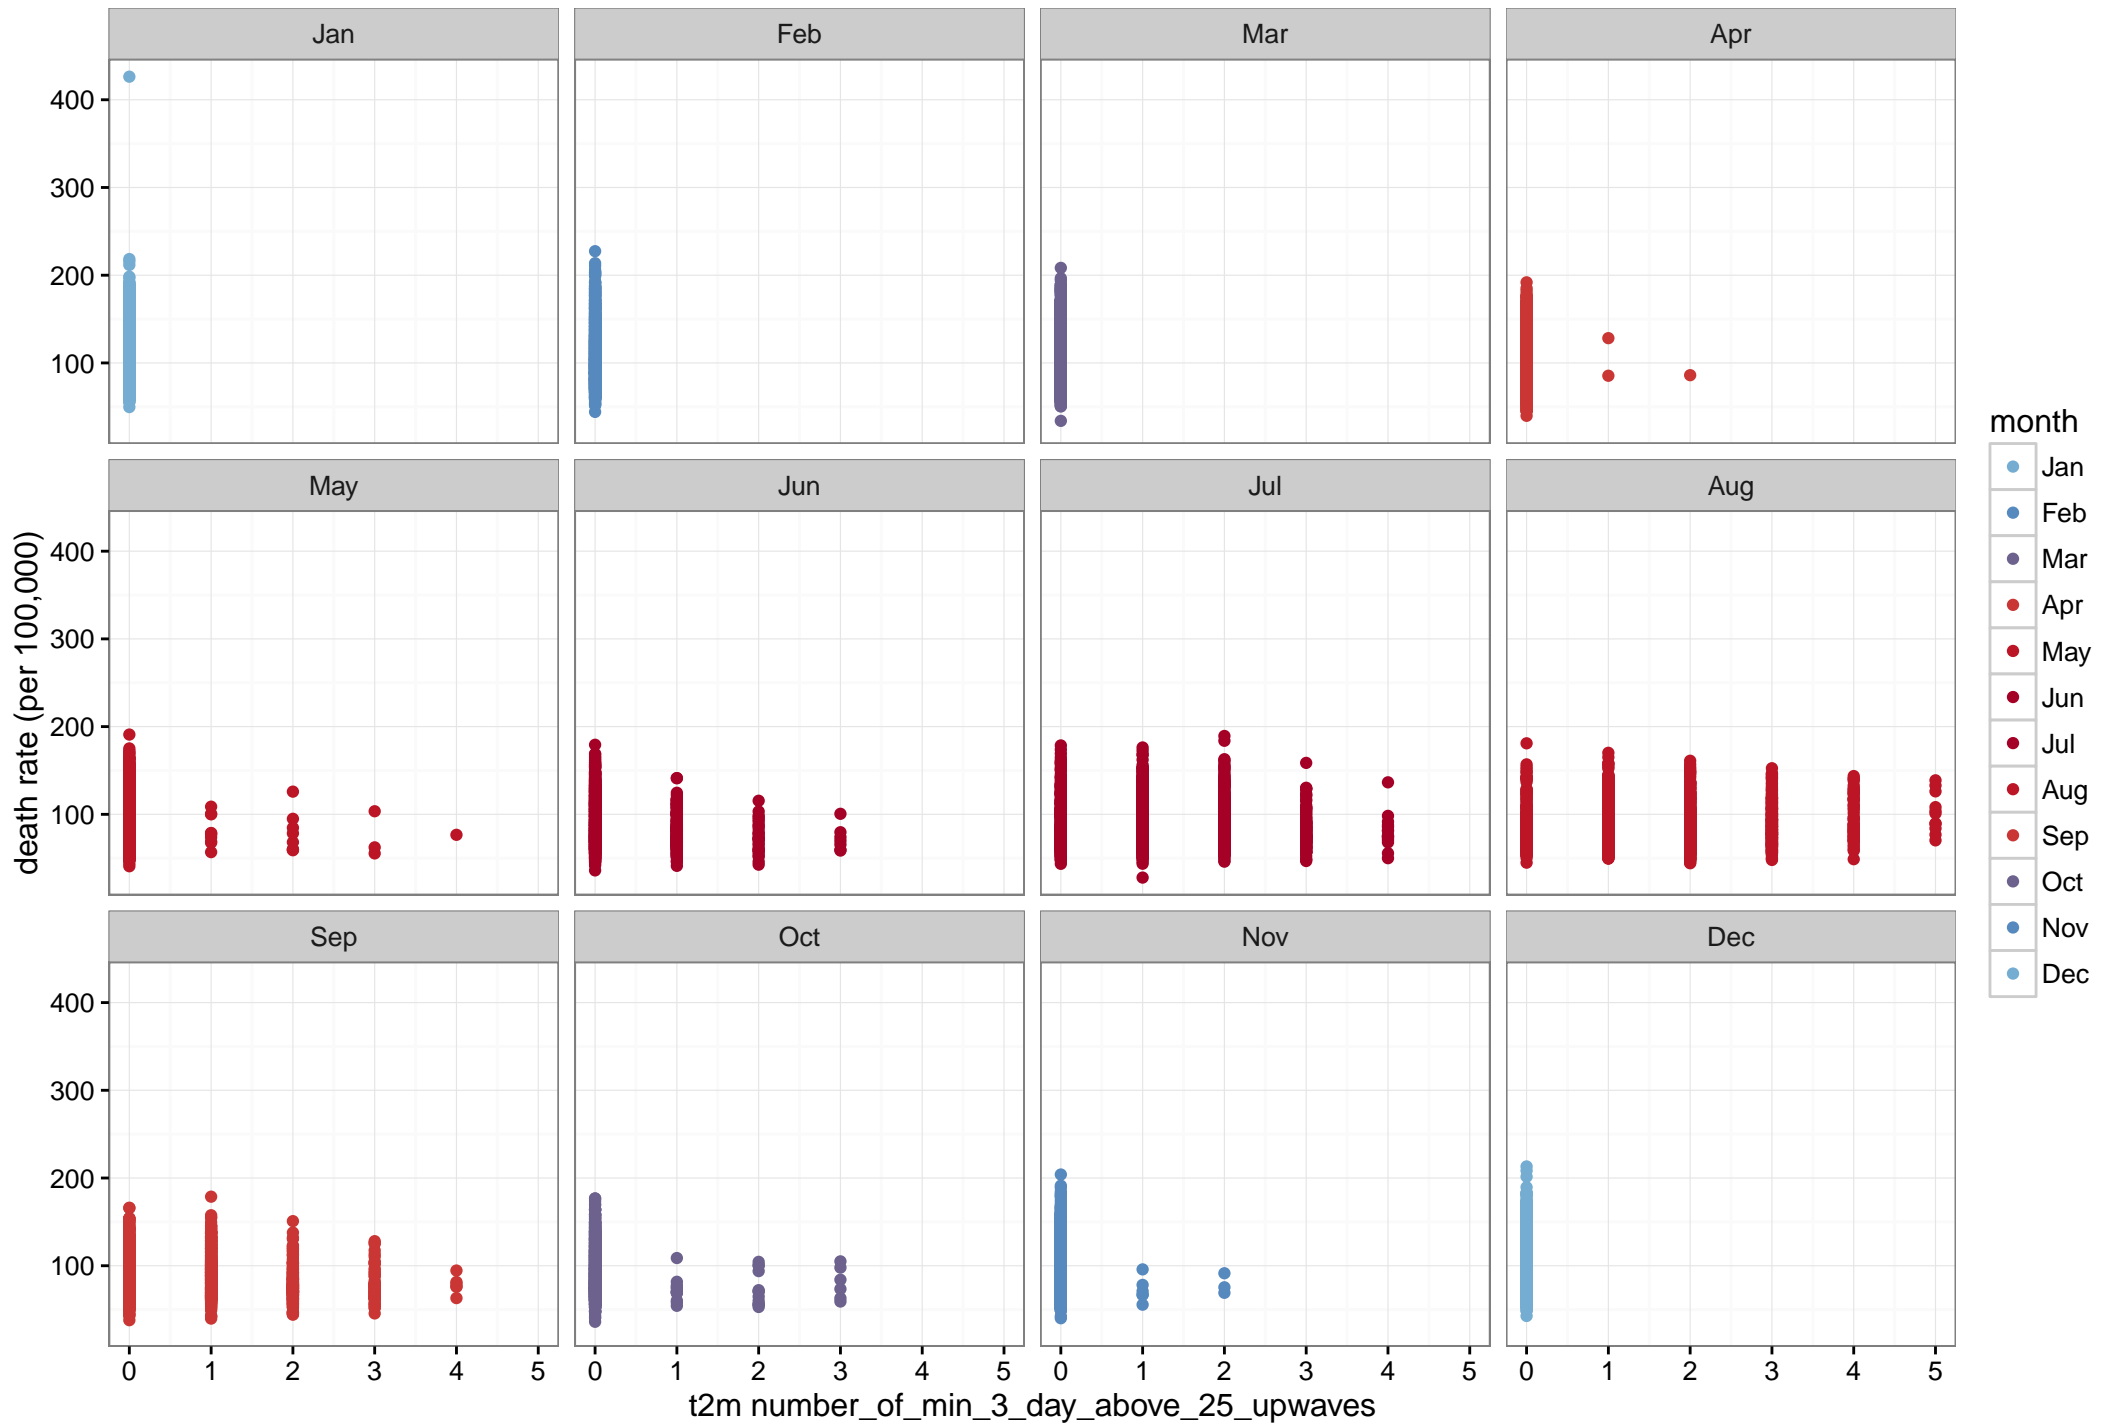 Jan Feb Mar Apr
400
300
200
100
May Jun Jul Aug
400
300
200
100
Sep Oct Nov Dec
400
300
200
100
0 1 2 3 4 5 0 1 2 3 4 5 0 1 2 3 4 5 0 1 2 3 4 5
t2m number_of_min_3_day_above_25_upwaves
death rate (per 100,000)
month
Jan
Feb
Mar
Apr
May
Jun
Jul
Aug
Sep
Oct
Nov
Dec